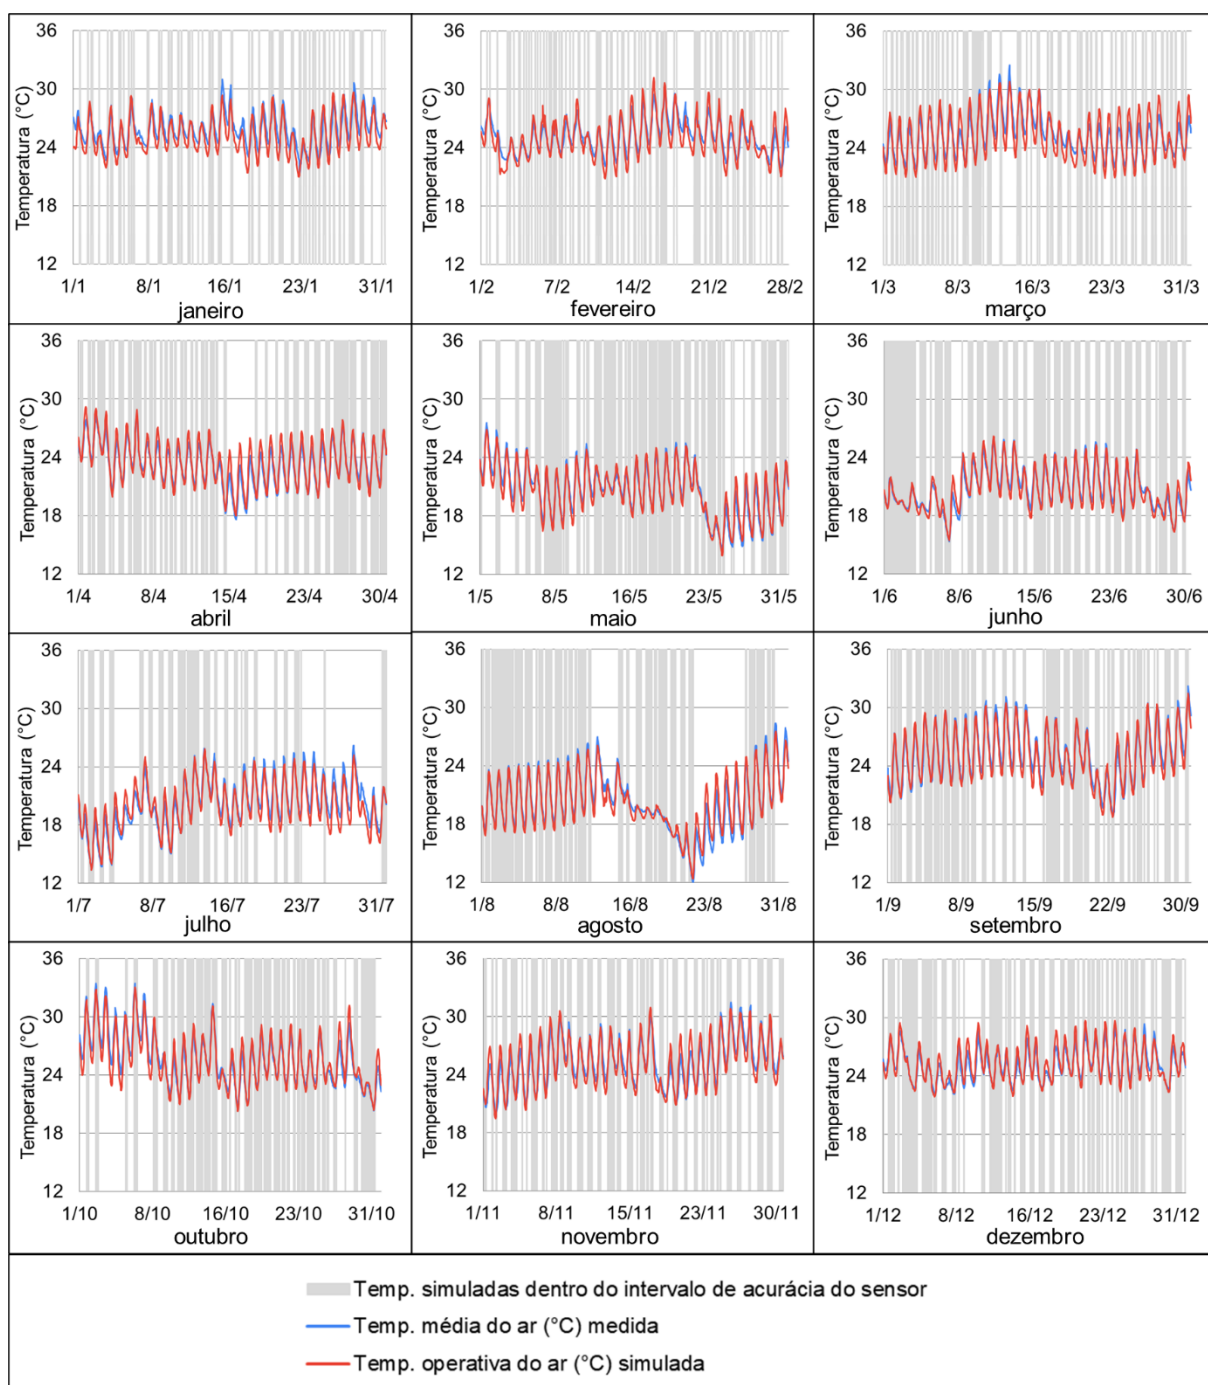 Temperatura (°C)
36
30
24
18
12
1/1 8/1 16/1 23/1 31/1
janeiro
Temperatura (°C)
36
30
24
18
12
1/2 7/2 14/2 21/2 28/2
fevereiro
Temperatura (°C)
36
30
24
18
12
1/3 8/3 16/3 23/3 31/3
março
Temperatura (°C)
36
30
24
18
12
1/4 8/4 15/4 23/4 30/4
abril
Temperatura (°C)
36
30
24
18
12
1/5 8/5 16/5 23/5 31/5
maio
Temperatura (°C)
36
30
24
18
12
1/6 8/6 16/6 23/6 30/6
junho
Temperatura (°C)
36
30
24
18
12
1/7 8/7 16/7 23/7 31/7
julho
Temperatura (°C)
36
30
24
18
12
1/8 8/8 16/8 23/8 31/8
agosto
Temperatura (°C)
36
30
24
18
12
1/9 8/9 15/9 22/9 30/9
setembro
Temperatura (°C)
36
30
24
18
12
1/10 8/10 16/10 23/10 31/10
outubro
Temperatura (°C)
36
30
24
18
12
1/11 8/11 15/11 23/11 30/11
novembro
Temperatura (°C)
36
30
24
18
12
1/12 8/12 16/12 23/12 31/12
dezembro
Temp. simuladas dentro do intervalo de acurácia do sensor
Temp. média do ar (°C) medida
Temp. operativa do ar (°C) simulada